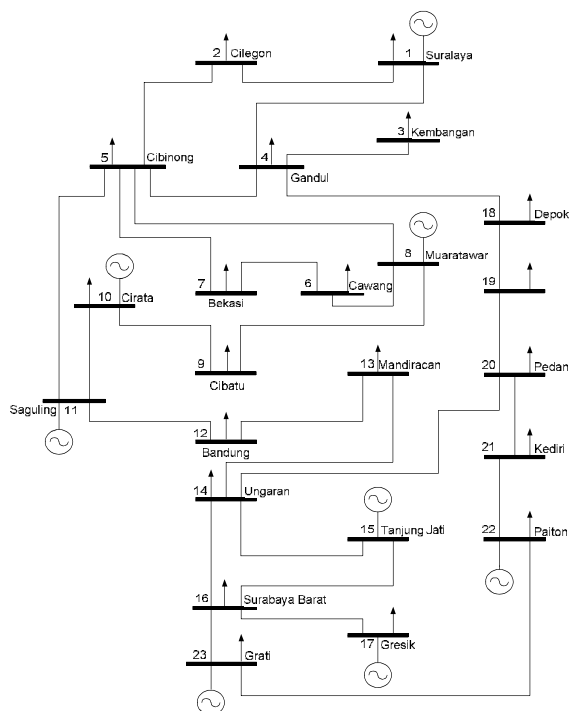 2 Cilegon
1 Suralaya
3 Kembangan
5 Cibinong
4
Gandul
18 Depok
8 Muaratawar
7
Bekasi
6 Cawang
19
10 Cirata
9
Cibatu
13 Mandiracan
20 Pedan
Saguling 11
12
Bandung
21 Kediri
14 Ungaran
15 Tanjung Jati
22 Paiton
16 Surabaya Barat
17 Gresik
23 Grati